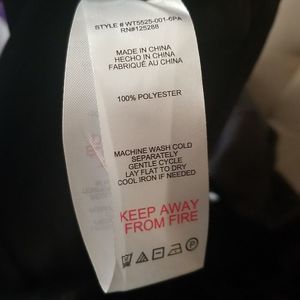 STYLE # WT5525-001-6PA
RN#125288
MADE IN CHINA
HECHO EN CHINA
FABRIQUÉ AU CHINA
100% POLYESTER
MACHINE WASH COLD
SEPARATELY
GENTLE CYCLE
LAY FLAT TO DRY
COOL IRON IF NEEDED
KEEP AWAY
FROM FIRE
P